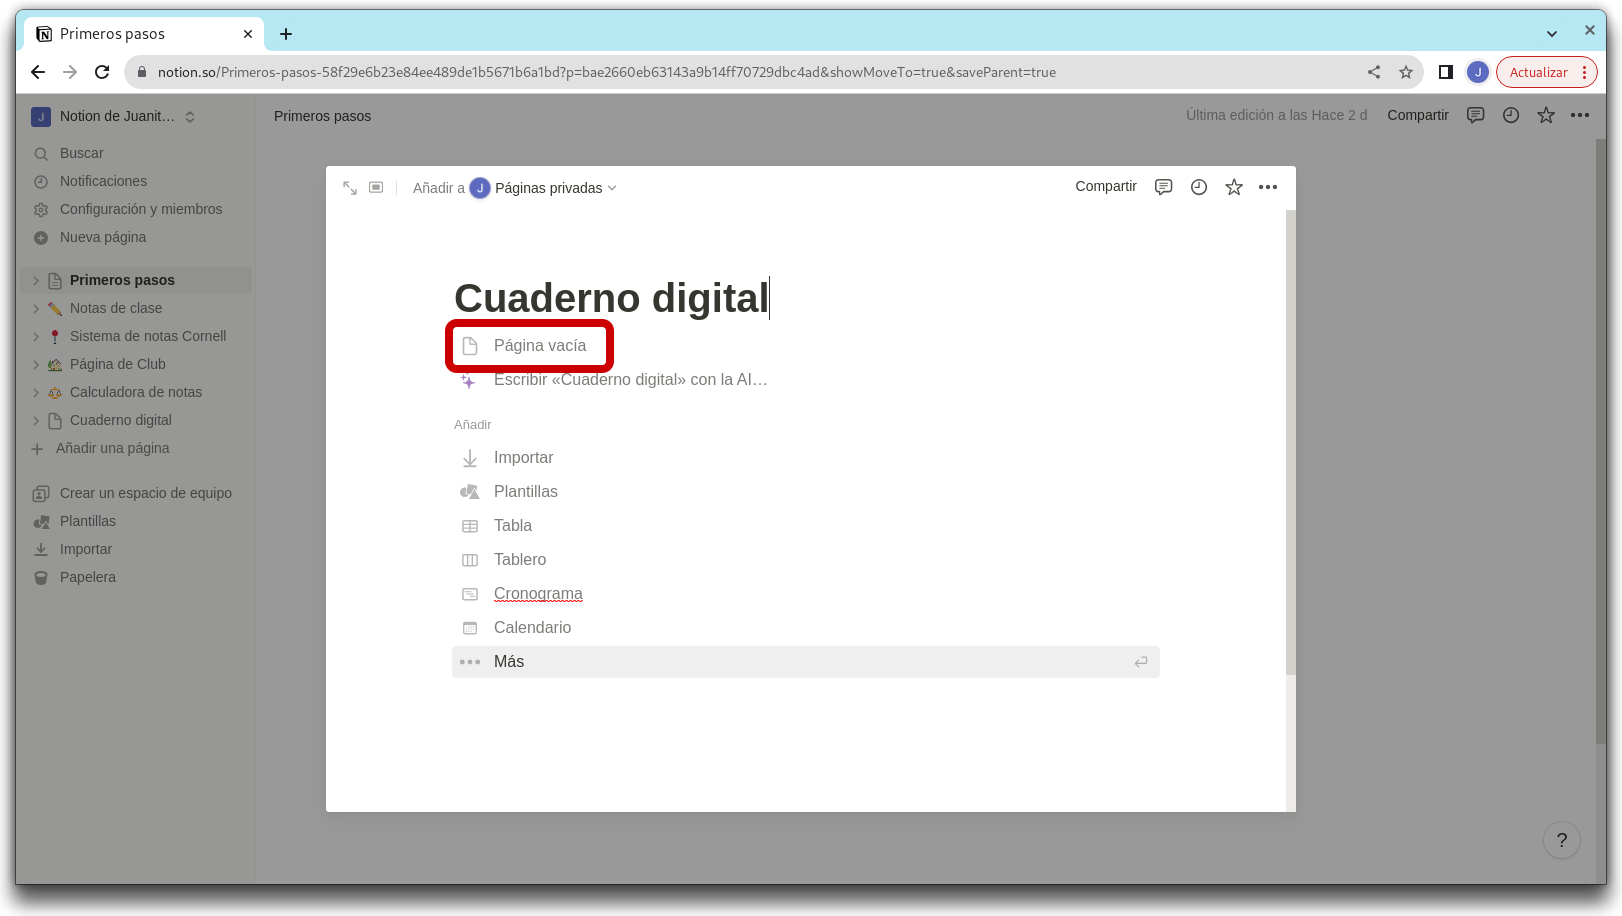 Primeros pasos
notion.so/Primeros-pasos-58f29e6b23e84ee489de1b5671b6a1bd?p=bae2660eb63143a9b14ff70729dbc4ad&showMoveTo=true&saveParent=true
J
Actualizar
J Notion de Juanit…
Primeros pasos
Última edición a las Hace 2 d
Compartir
Buscar
Notificaciones
Configuración y miembros
Nueva página
Primeros pasos
Notas de clase
Sistema de notas Cornell
Página de Club
Calculadora de notas
Cuaderno digital
Añadir una página
Crear un espacio de equipo
Plantillas
Importar
Papelera
Añadir a J Páginas privadas
Compartir
Cuaderno digital
Página vacía
Escribir «Cuaderno digital» con la AI…
Añadir
Importar
Plantillas
Tabla
Tablero
Cronograma
Calendario
Más
?